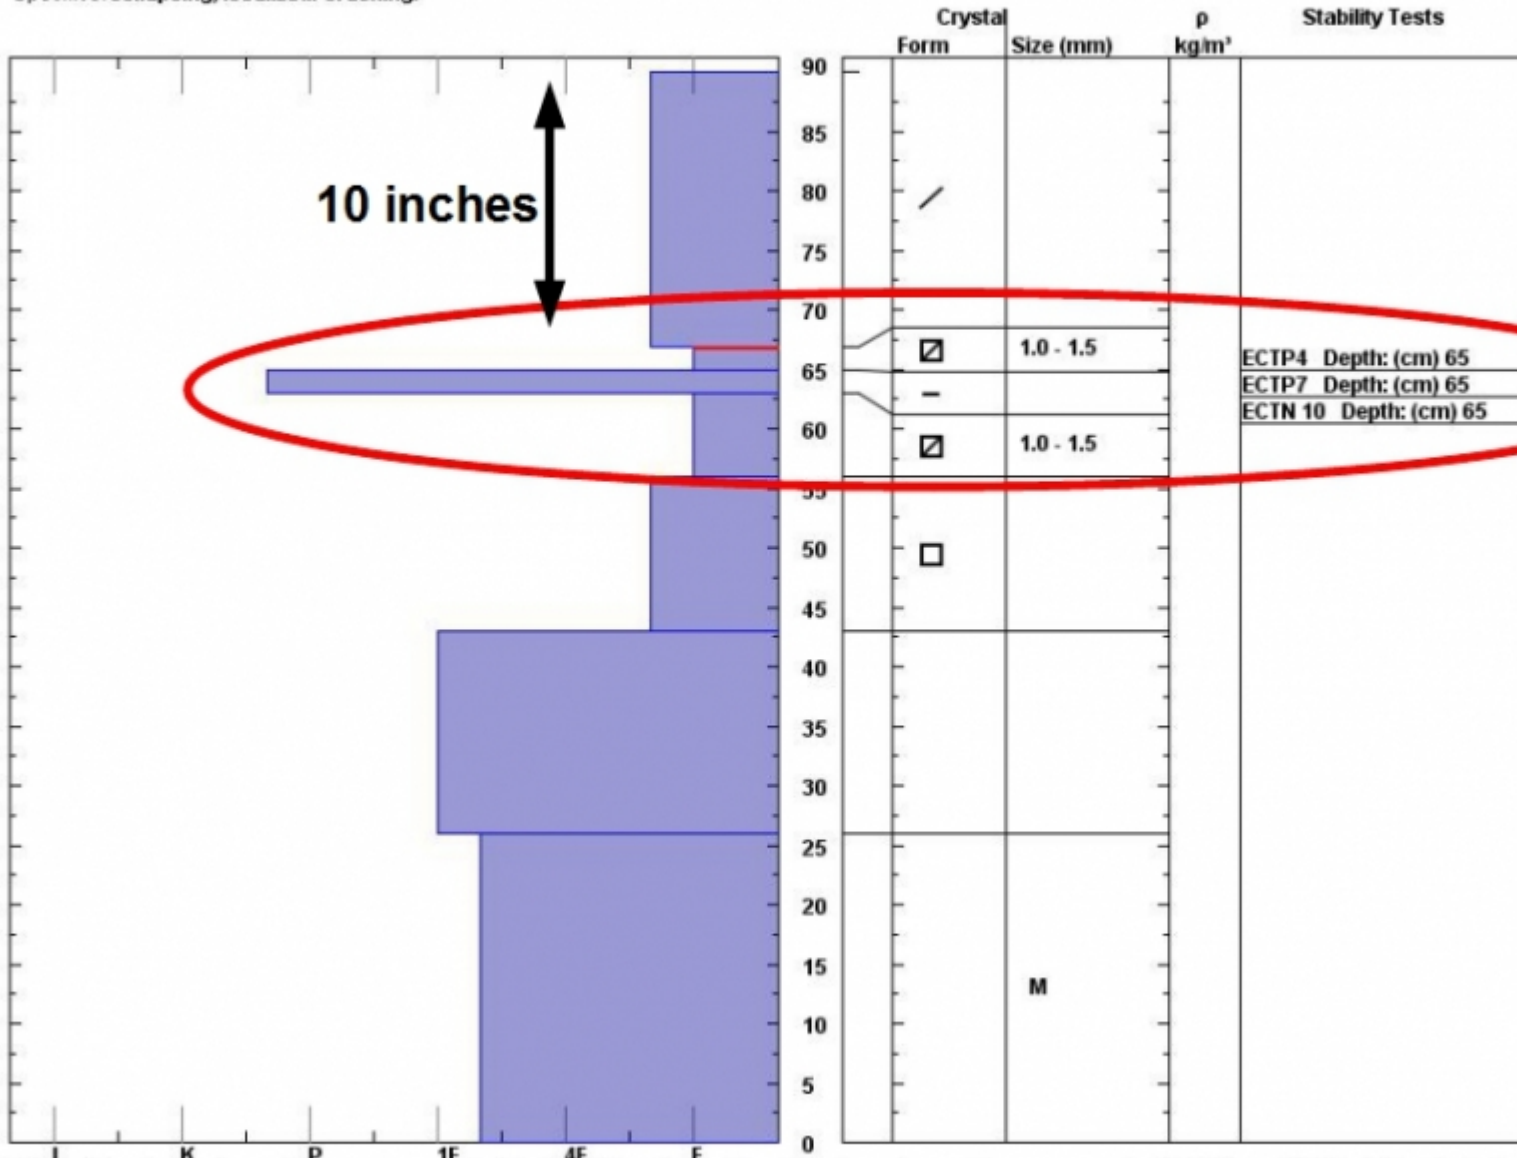 Crystal
ρ
Stability Tests
Form
Size (mm)
kg/m³
90
85
10 inches
80
75
70
1.0 - 1.5
ECTP4 Depth: (cm) 65
65
ECTP7 Depth: (cm) 65
ECTN 10 Depth: (cm) 65
60
1.0 - 1.5
55
50
45
40
35
30
25
20
15
M
10
5
0
I K P 1F 4F F